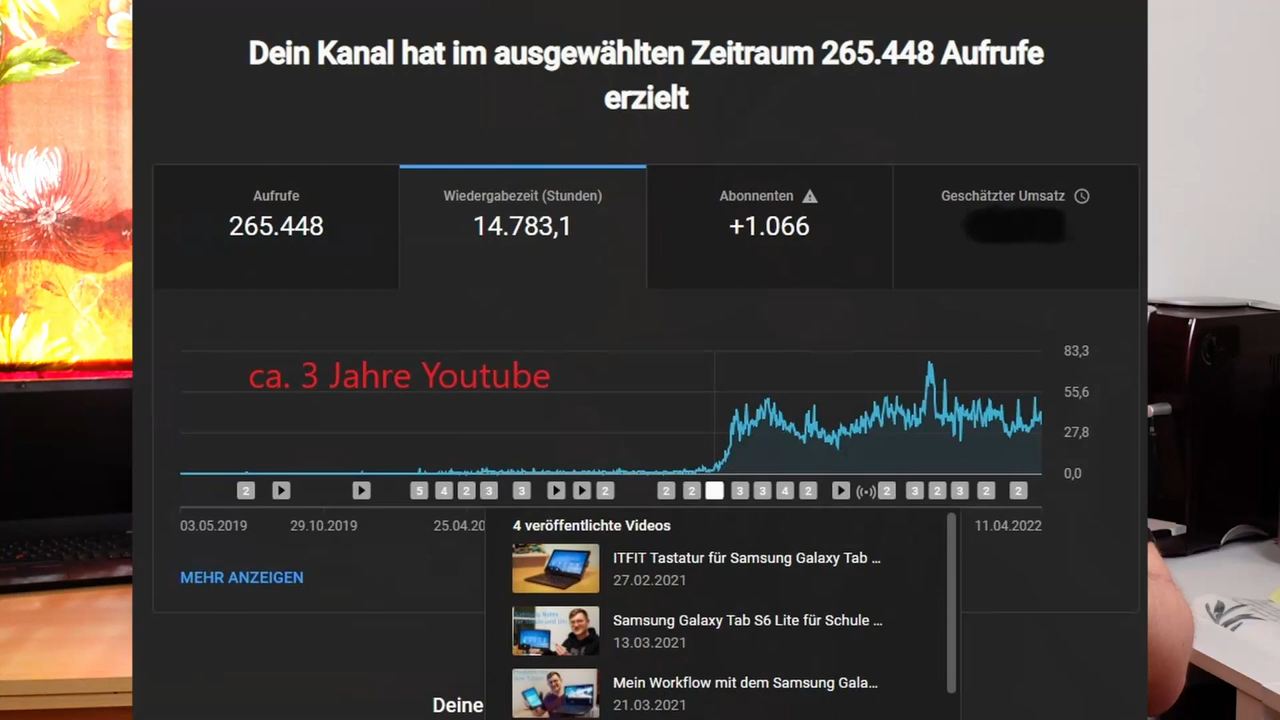 Dein Kanal hat im ausgewählten Zeitraum 265.448 Aufrufe
erzielt
Aufrufe
265.448
Wiedergabezeit (Stunden)
14.783,1
Abonnenten
+1.066
Geschätzter Umsatz
ca. 3 Jahre Youtube
83,3
55,6
27,8
0,0
2 5 4 2 3 3 2 2 2 3 3 4 2 2 3 2 3 2 2
03.05.2019 29.10.2019 25.04.20 11.04.2022
MEHR ANZEIGEN
4 veröffentlichte Videos
ITFIT Tastatur für Samsung Galaxy Tab ...
27.02.2021
Samsung Galaxy Tab S6 Lite für Schule ...
13.03.2021
Mein Workflow mit dem Samsung Gala...
21.03.2021
Deine